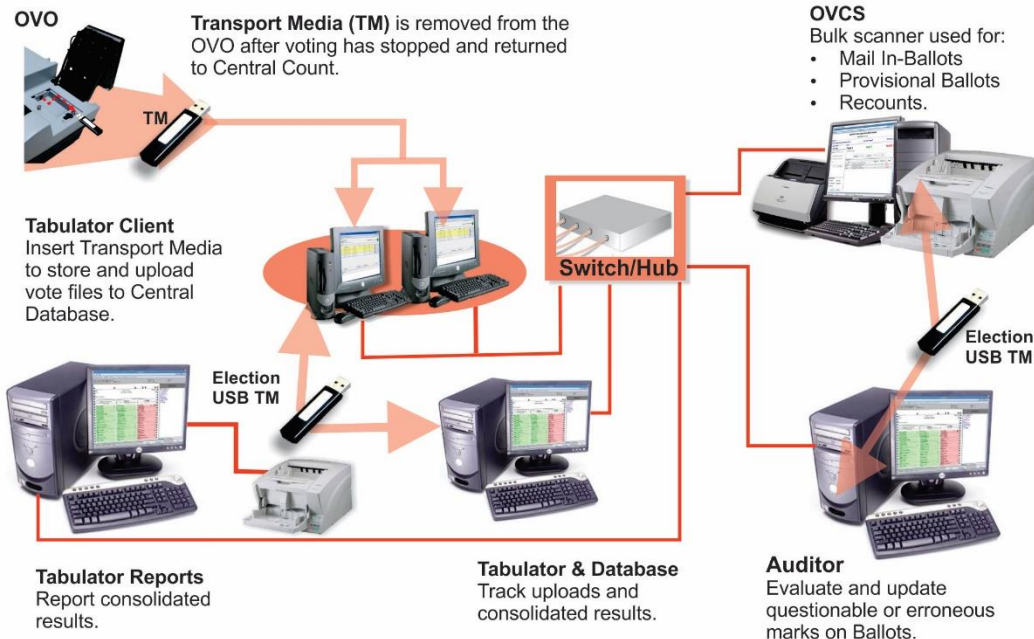 OVO
Transport Media (TM) is removed from the
OVO after voting has stopped and returned
to Central Count.
TM
OVCS
Bulk scanner used for:
• Mail In-Ballots
• Provisional Ballots
• Recounts.
Tabulator Client
Insert Transport Media
to store and upload
vote files to Central
Database.
Switch/Hub
Election
USB TM
Election
USB TM
Tabulator Reports
Report consolidated
results.
Tabulator & Database
Track uploads and
consolidated results.
Auditor
Evaluate and update
questionable or erroneous
marks on Ballots.